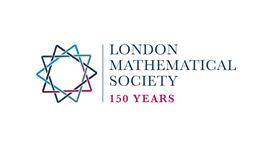 LONDON
MATHEMATICAL
SOCIETY
150 YEARS